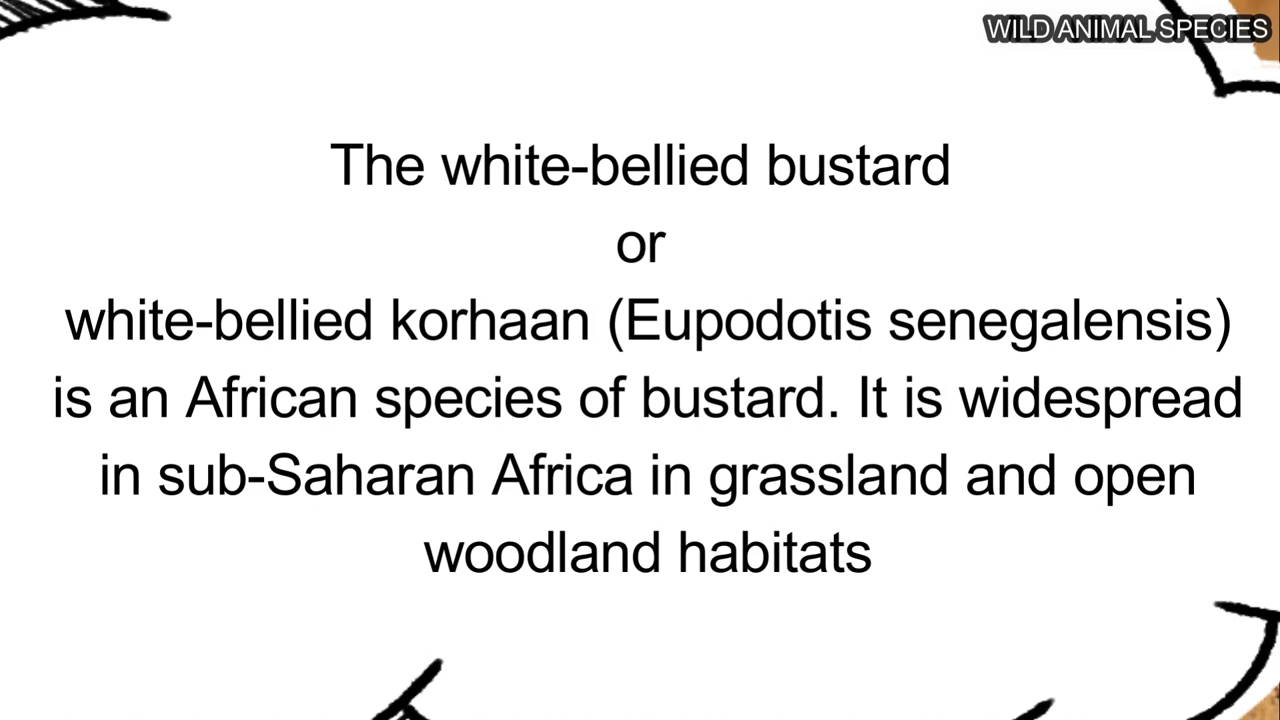 WILD ANIMAL SPECIES
The white-bellied bustard
or
white-bellied korhaan (Eupodotis senegalensis)
is an African species of bustard. It is widespread
in sub-Saharan Africa in grassland and open
woodland habitats